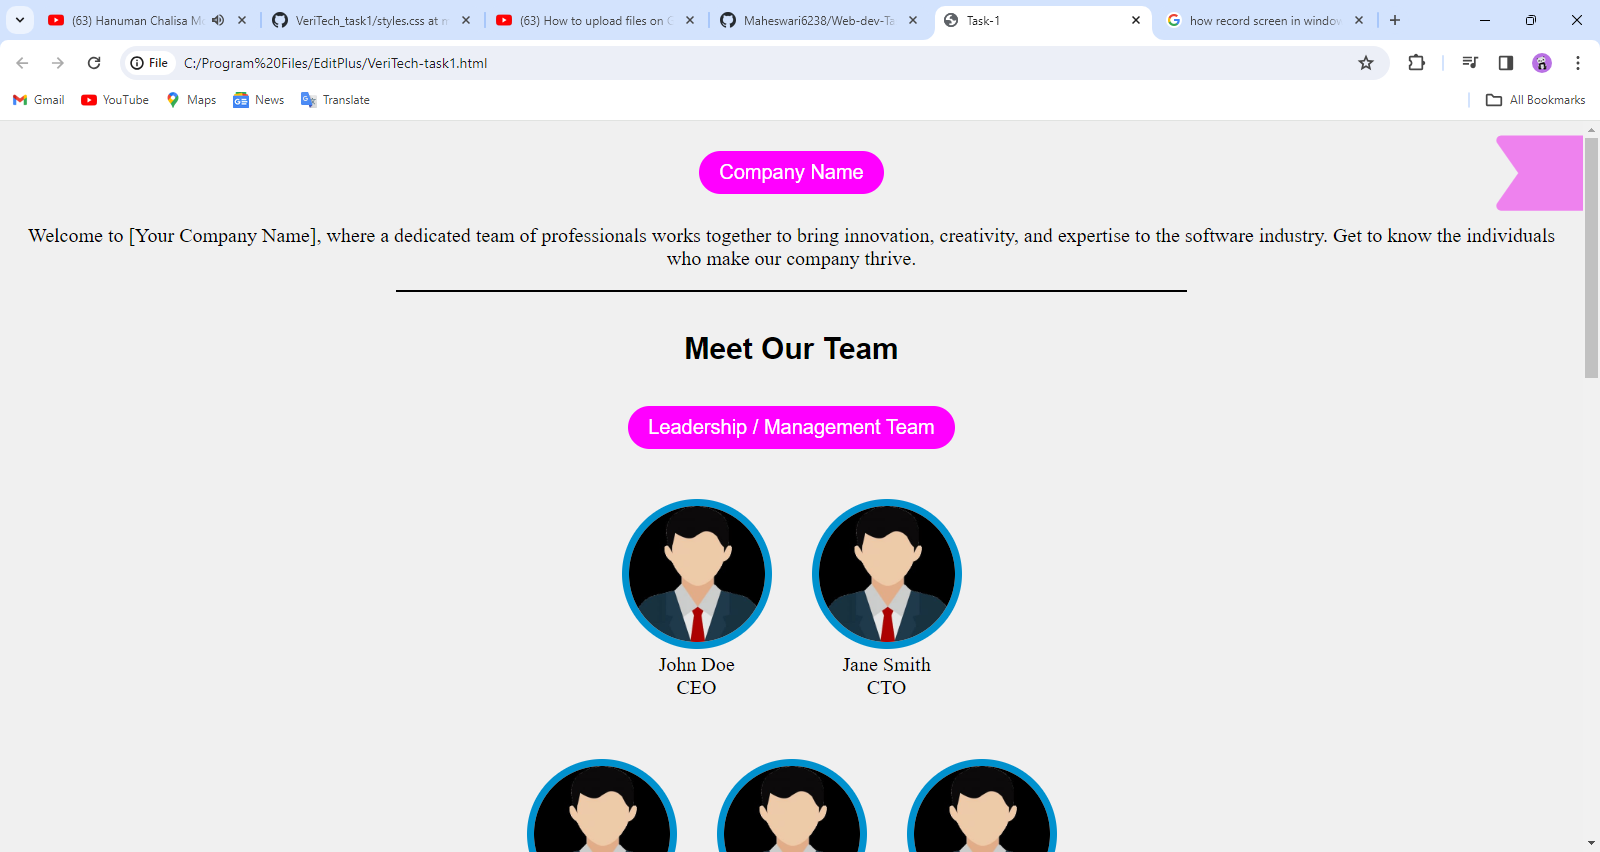 (63) Hanuman Chalisa Mo
VeriTech_task1/styles.css at m
(63) How to upload files on G
Maheswari6238/Web-dev-Ta
Task-1
how record screen in window
File
C:/Program%20Files/EditPlus/VeriTech-task1.html
Gmail
YouTube
Maps
News
Translate
All Bookmarks
Company Name
Welcome to [Your Company Name], where a dedicated team of professionals works together to bring innovation, creativity, and expertise to the software industry. Get to know the individuals
who make our company thrive.
Meet Our Team
Leadership / Management Team
John Doe
CEO
Jane Smith
CTO